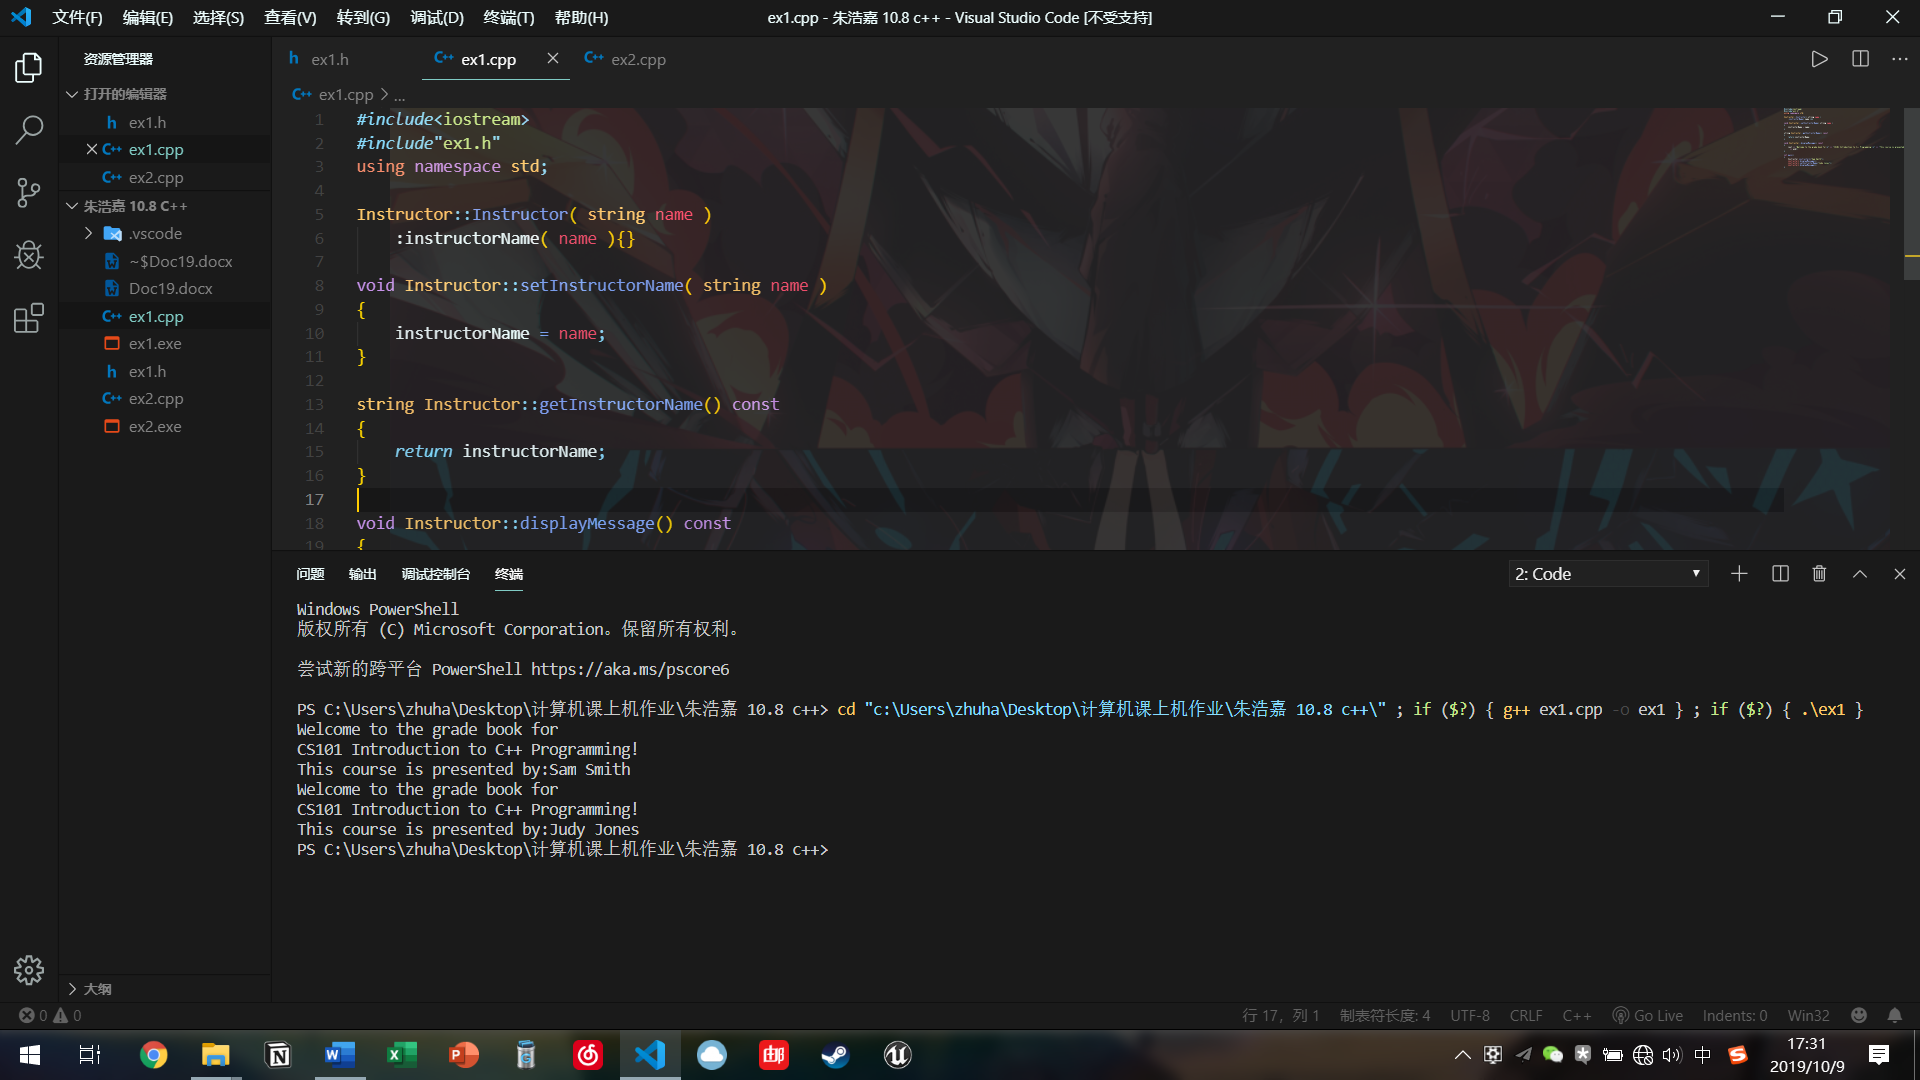 文件(F) 编辑(E) 选择(S) 查看(V) 转到(G) 调试(D) 终端(T) 帮助(H)
ex1.cpp - 朱浩嘉 10.8 c++ - Visual Studio Code [不受支持]
资源管理器
打开的编辑器
ex1.h
ex1.cpp
ex2.cpp
朱浩嘉 10.8 C++
.vscode
~$Doc19.docx
Doc19.docx
ex1.cpp
ex1.exe
ex1.h
ex2.cpp
ex2.exe
大纲
ex1.h ex1.cpp ex2.cpp
ex1.cpp > ...
1 #include<iostream>
2 #include"ex1.h"
3 using namespace std;
4
5 Instructor::Instructor( string name )
6 :instructorName( name ){}
7
8 void Instructor::setInstructorName( string name )
9 {
10 instructorName = name;
11 }
12
13 string Instructor::getInstructorName() const
14 {
15 return instructorName;
16 }
17
18 void Instructor::displayMessage() const
19 {
问题 输出 调试控制台 终端
2: Code
Windows PowerShell
版权所有 (C) Microsoft Corporation。保留所有权利。
尝试新的跨平台 PowerShell https://aka.ms/pscore6
PS C:\Users\zhuha\Desktop\计算机课上机作业\朱浩嘉 10.8 c++> cd "c:\Users\zhuha\Desktop\计算机课上机作业\朱浩嘉 10.8 c++\" ; if ($?) { g++ ex1.cpp -o ex1 } ; if ($?) { .\ex1 }
Welcome to the grade book for
CS101 Introduction to C++ Programming!
This course is presented by:Sam Smith
Welcome to the grade book for
CS101 Introduction to C++ Programming!
This course is presented by:Judy Jones
PS C:\Users\zhuha\Desktop\计算机课上机作业\朱浩嘉 10.8 c++>
0 0
行 17，列 1 制表符长度: 4 UTF-8 CRLF C++ Go Live Indents: 0 Win32
中
17:31
2019/10/9